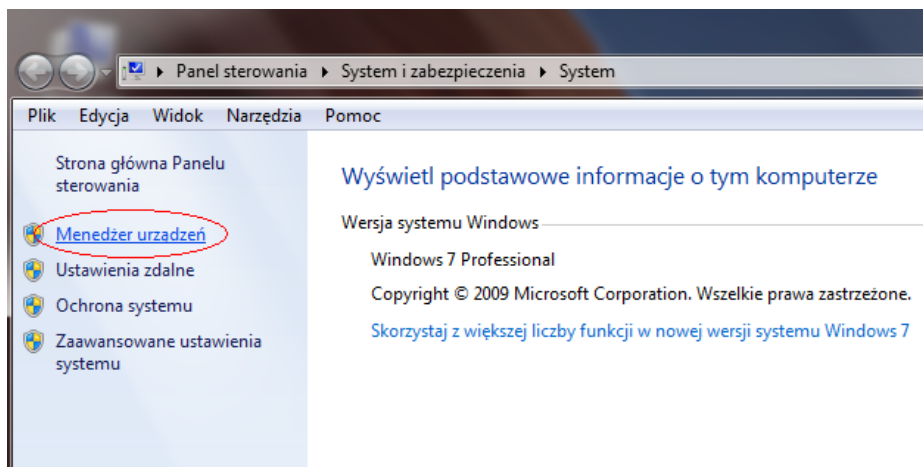 Panel sterowania ▸ System i zabezpieczenia ▸ System
Plik Edycja Widok Narzędzia Pomoc
Strona główna Panelu
sterowania
Menedżer urządzeń
Ustawienia zdalne
Ochrona systemu
Zaawansowane ustawienia
systemu
Wyświetl podstawowe informacje o tym komputerze
Wersja systemu Windows
Windows 7 Professional
Copyright © 2009 Microsoft Corporation. Wszelkie prawa zastrzeżone.
Skorzystaj z większej liczby funkcji w nowej wersji systemu Windows 7